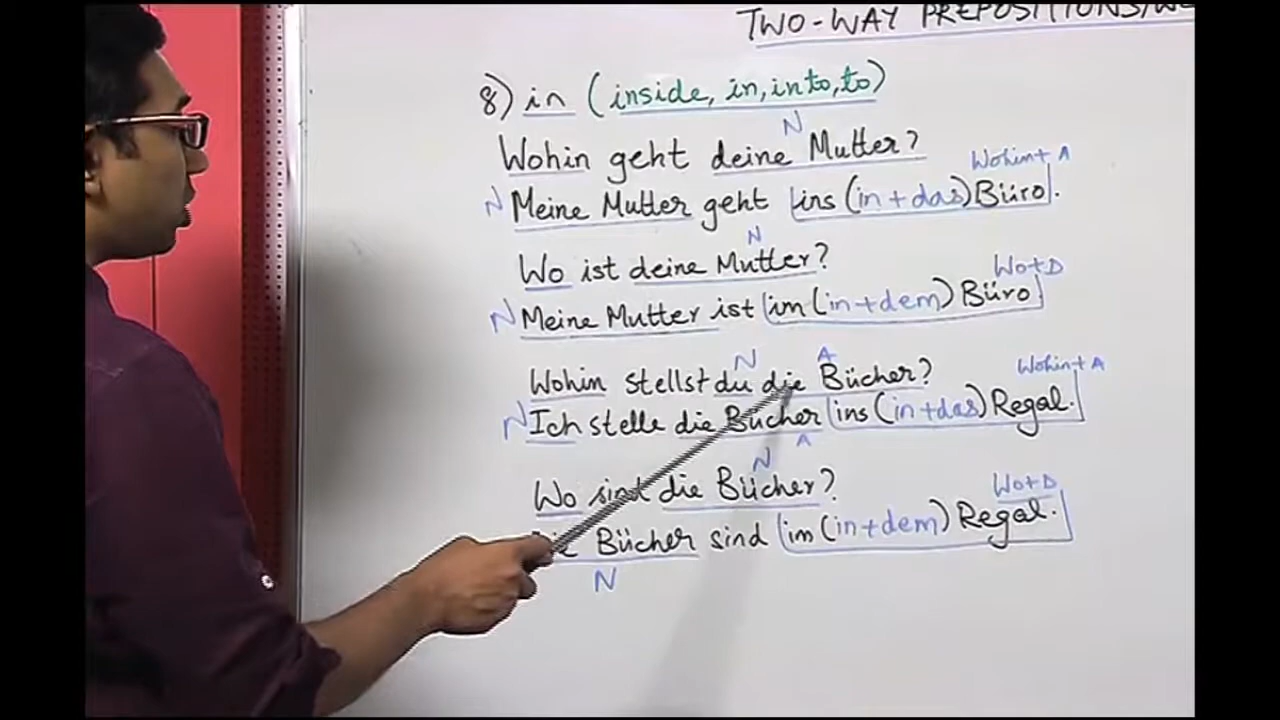 TWO-WAY PREPOSITIONS/
8) in (inside, in, into, to)
N
Wohin geht deine Mutter?
Wohin+A
N Meine Mutter geht ins (in+das) Büro.
N
Wo ist deine Mutter?
Wo+D
N Meine Mutter ist im (in+dem) Büro
N A
Wohin stellst du die Bücher?
Wohin+A
N Ich stelle die Bücher ins (in+das) Regal.
A
N
Wo sind die Bücher?
Wo+D
Bücher sind im (in+dem) Regal.
N